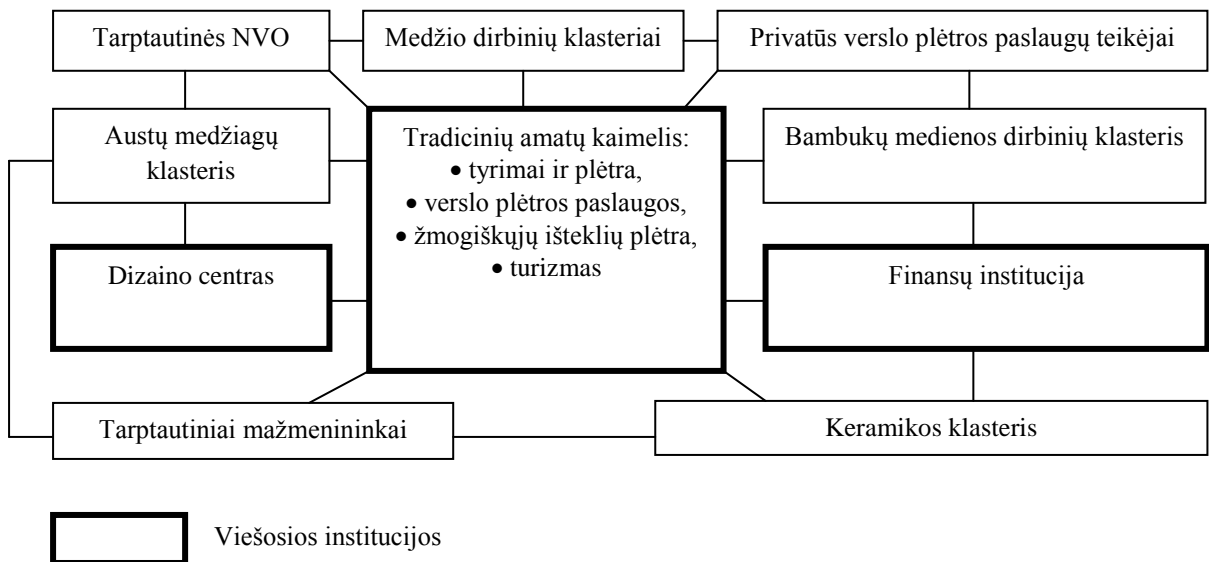 Tarptautinės NVO
Medžio dirbinių klasteriai
Privatūs verslo plėtros paslaugų teikėjai
Austų medžiagų
klasteris
Tradicinių amatų kaimelis:
• tyrimai ir plėtra,
• verslo plėtros paslaugos,
• žmogiškųjų išteklių plėtra,
• turizmas
Bambukų medienos dirbinių klasteris
Dizaino centras
Finansų institucija
Tarptautiniai mažmenininkai
Keramikos klasteris
Viešosios institucijos